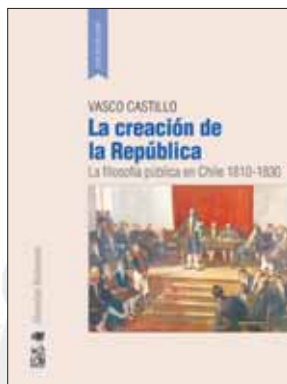 VASCO CASTILLO
La creación de
la República
La filosofía pública en Chile 1810-1830